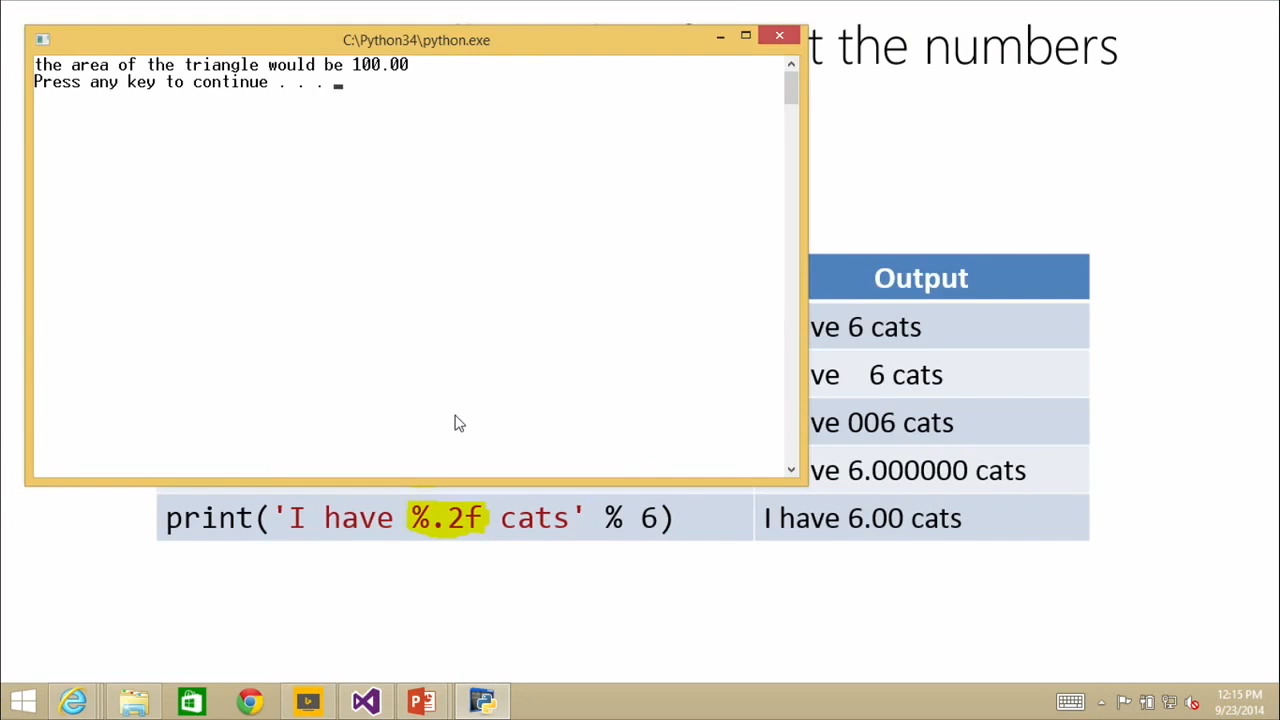 t the numbers
C:\Python34\python.exe
the area of the triangle would be 100.00
Press any key to continue . . .
Output
ve 6 cats
ve    6 cats
ve 006 cats
ve 6.000000 cats
print('I have %.2f cats' % 6)
I have 6.00 cats
12:15 PM
9/23/2014